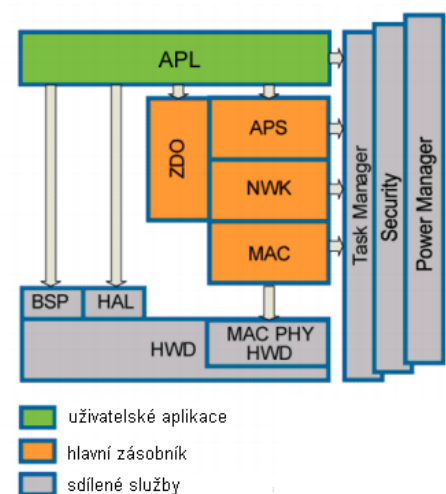 APL
ZDO
APS
NWK
MAC
Task Manager
Security
Power Manager
BSP
HAL
HWD
MAC PHY
HWD
uživatelské aplikace
hlavní zásobník
sdílené služby